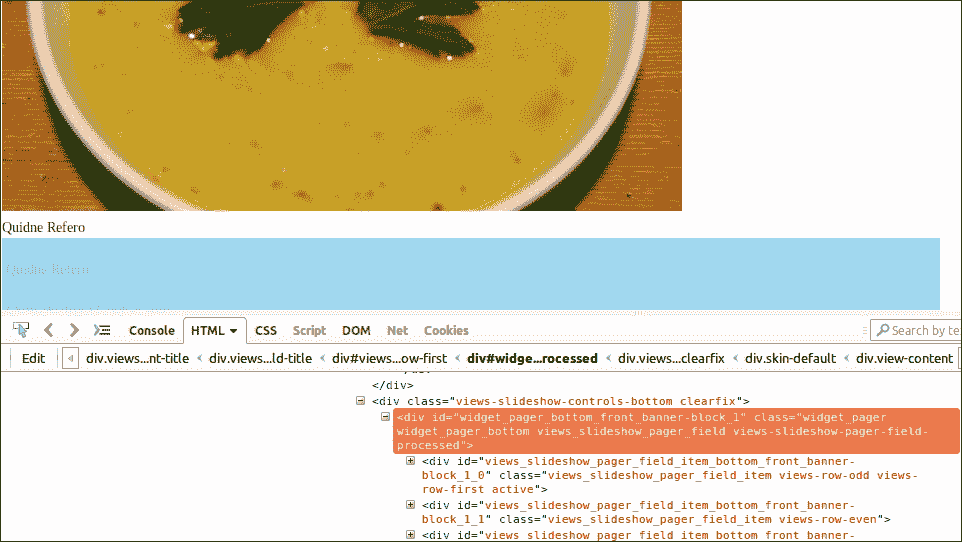 Quidne Refero
Quidne Refero
Console HTML CSS Script DOM Net Cookies
Search by te
Edit div.views...nt-title < div.views...ld-title < div#views...ow-first < div#widge...rocessed < div.views...clearfix < div.skin-default < div.view-content
</div>
<div class="views-slideshow-controls-bottom clearfix">
<div id="widget_pager_bottom_front_banner-block_1" class="widget_pager
widget_pager_bottom views_slideshow_pager_field views-slideshow-pager-field-
processed">
<div id="views_slideshow_pager_field_item_bottom_front_banner-
block_1_0" class="views_slideshow_pager_field_item views-row-odd views-
row-first active">
<div id="views_slideshow_pager_field_item_bottom_front_banner-
block_1_1" class="views_slideshow_pager_field_item views-row-even">
<div id="views_slideshow_pager_field_item_bottom_front_banner-